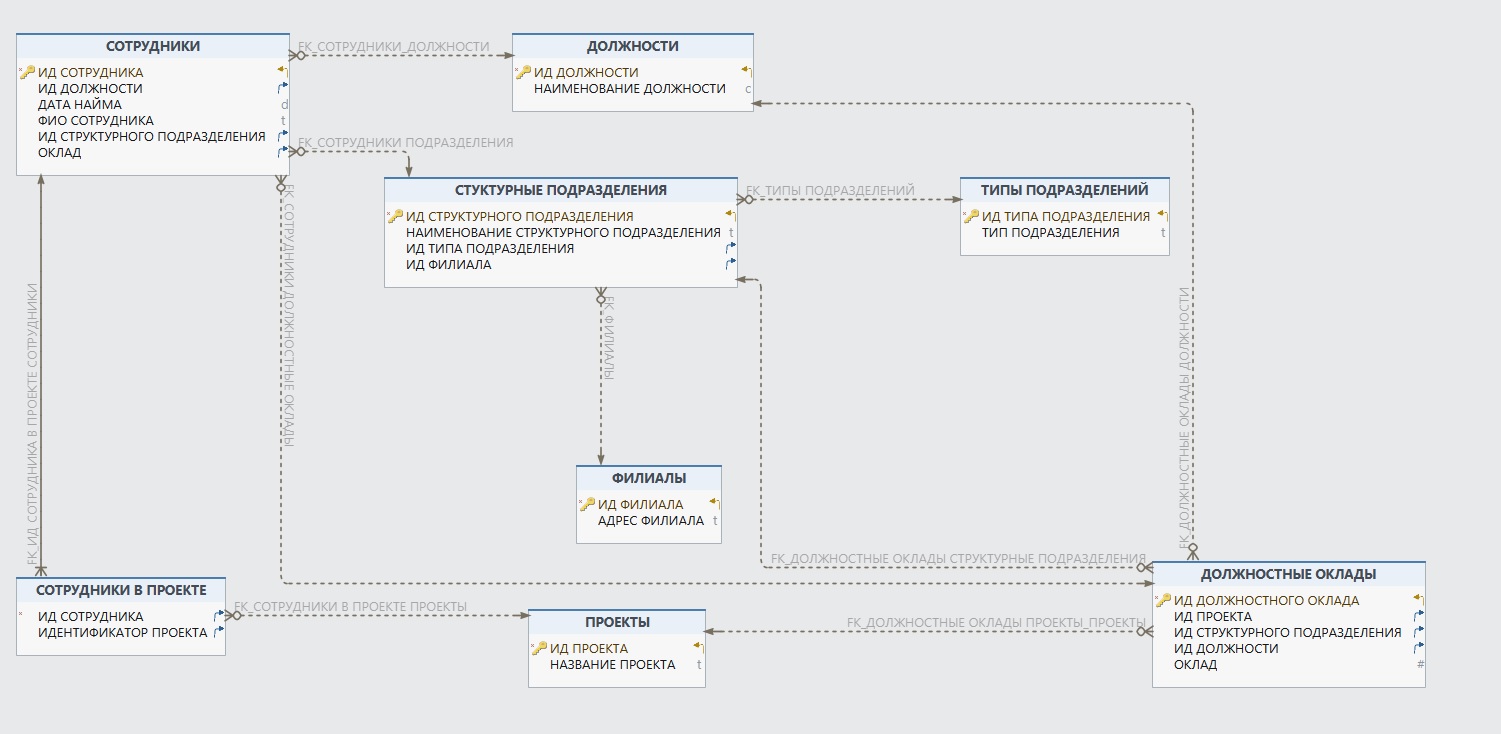 СОТРУДНИКИ
ИД СОТРУДНИКА
ИД ДОЛЖНОСТИ
ДАТА НАЙМА d
ФИО СОТРУДНИКА t
ИД СТРУКТУРНОГО ПОДРАЗДЕЛЕНИЯ
ОКЛАД
FK_СОТРУДНИКИ_ДОЛЖНОСТИ
ДОЛЖНОСТИ
ИД ДОЛЖНОСТИ
НАИМЕНОВАНИЕ ДОЛЖНОСТИ c
FK_СОТРУДНИКИ ПОДРАЗДЕЛЕНИЯ
СТУКТУРНЫЕ ПОДРАЗДЕЛЕНИЯ
ИД СТРУКТУРНОГО ПОДРАЗДЕЛЕНИЯ
НАИМЕНОВАНИЕ СТРУКТУРНОГО ПОДРАЗДЕЛЕНИЯ t
ИД ТИПА ПОДРАЗДЕЛЕНИЯ
ИД ФИЛИАЛА
FK_ТИПЫ ПОДРАЗДЕЛЕНИЙ
ТИПЫ ПОДРАЗДЕЛЕНИЙ
ИД ТИПА ПОДРАЗДЕЛЕНИЯ
ТИП ПОДРАЗДЕЛЕНИЯ t
FK_ИД СОТРУДНИКА В ПРОЕКТЕ СОТРУДНИКИ
FK_СОТРУДНИКИ ДОЛЖНОСТНЫЕ ОКЛАДЫ
FK_ФИЛИАЛЫ
FK_ДОЛЖНОСТНЫЕ ОКЛАДЫ ДОЛЖНОСТИ
ФИЛИАЛЫ
ИД ФИЛИАЛА
АДРЕС ФИЛИАЛА t
FK_ДОЛЖНОСТНЫЕ ОКЛАДЫ СТРУКТУРНЫЕ ПОДРАЗДЕЛЕНИЯ
СОТРУДНИКИ В ПРОЕКТЕ
ИД СОТРУДНИКА
ИДЕНТИФИКАТОР ПРОЕКТА
FK_СОТРУДНИКИ В ПРОЕКТЕ ПРОЕКТЫ
ПРОЕКТЫ
ИД ПРОЕКТА
НАЗВАНИЕ ПРОЕКТА t
FK_ДОЛЖНОСТНЫЕ ОКЛАДЫ ПРОЕКТЫ_ПРОЕКТЫ
ДОЛЖНОСТНЫЕ ОКЛАДЫ
ИД ДОЛЖНОСТНОГО ОКЛАДА
ИД ПРОЕКТА
ИД СТРУКТУРНОГО ПОДРАЗДЕЛЕНИЯ
ИД ДОЛЖНОСТИ
ОКЛАД #